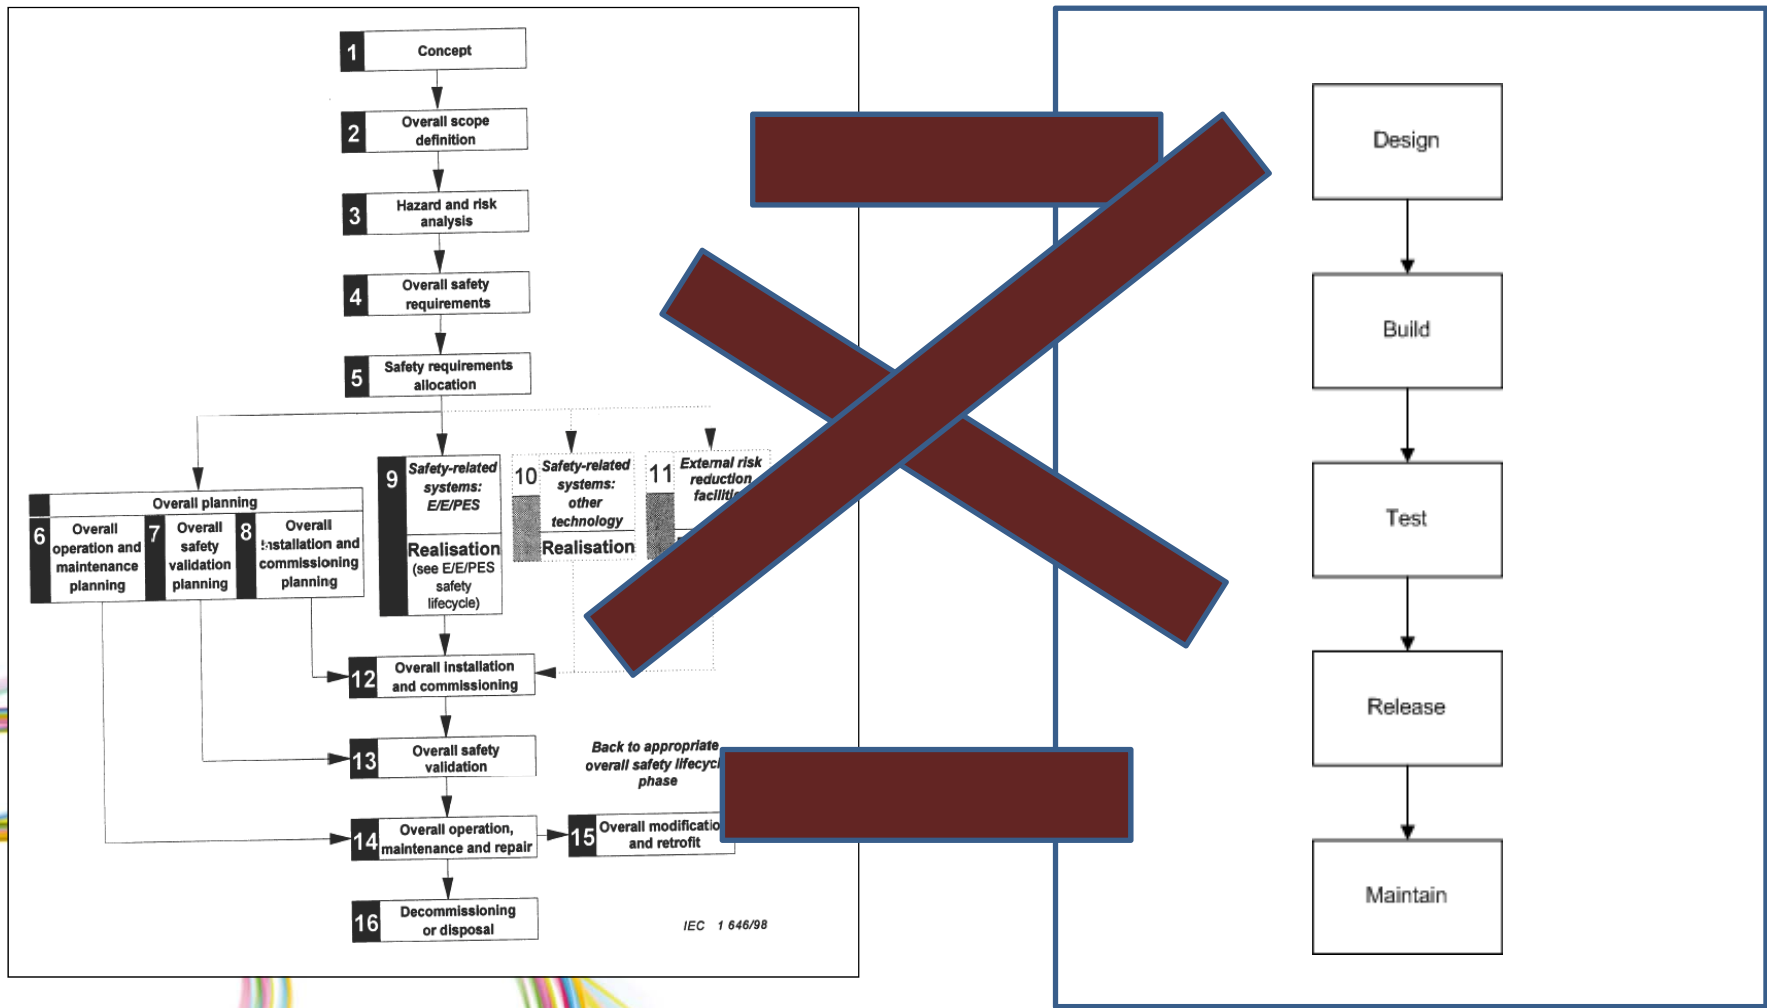 1
Concept
2
Overall scope
definition
3
Hazard and risk
analysis
4
Overall safety
requirements
5
Safety requirements
allocation
Overall planning
6
Overall
operation and
maintenance
planning
7
Overall
safety
validation
planning
8
Overall
installation and
commissioning
planning
9
Safety-related
systems:
E/E/PES
Realisation
(see E/E/PES
safety
lifecycle)
10
Safety-related
systems:
other
technology
Realisation
11
External risk
reduction
12
Overall installation
and commissioning
13
Overall safety
validation
Back to appropriate
overall safety
phase
14
Overall operation,
maintenance and repair
15
Overall
and retrofit
16
Decommissioning
or disposal
IEC 1 646/98
Design
Build
Test
Release
Maintain